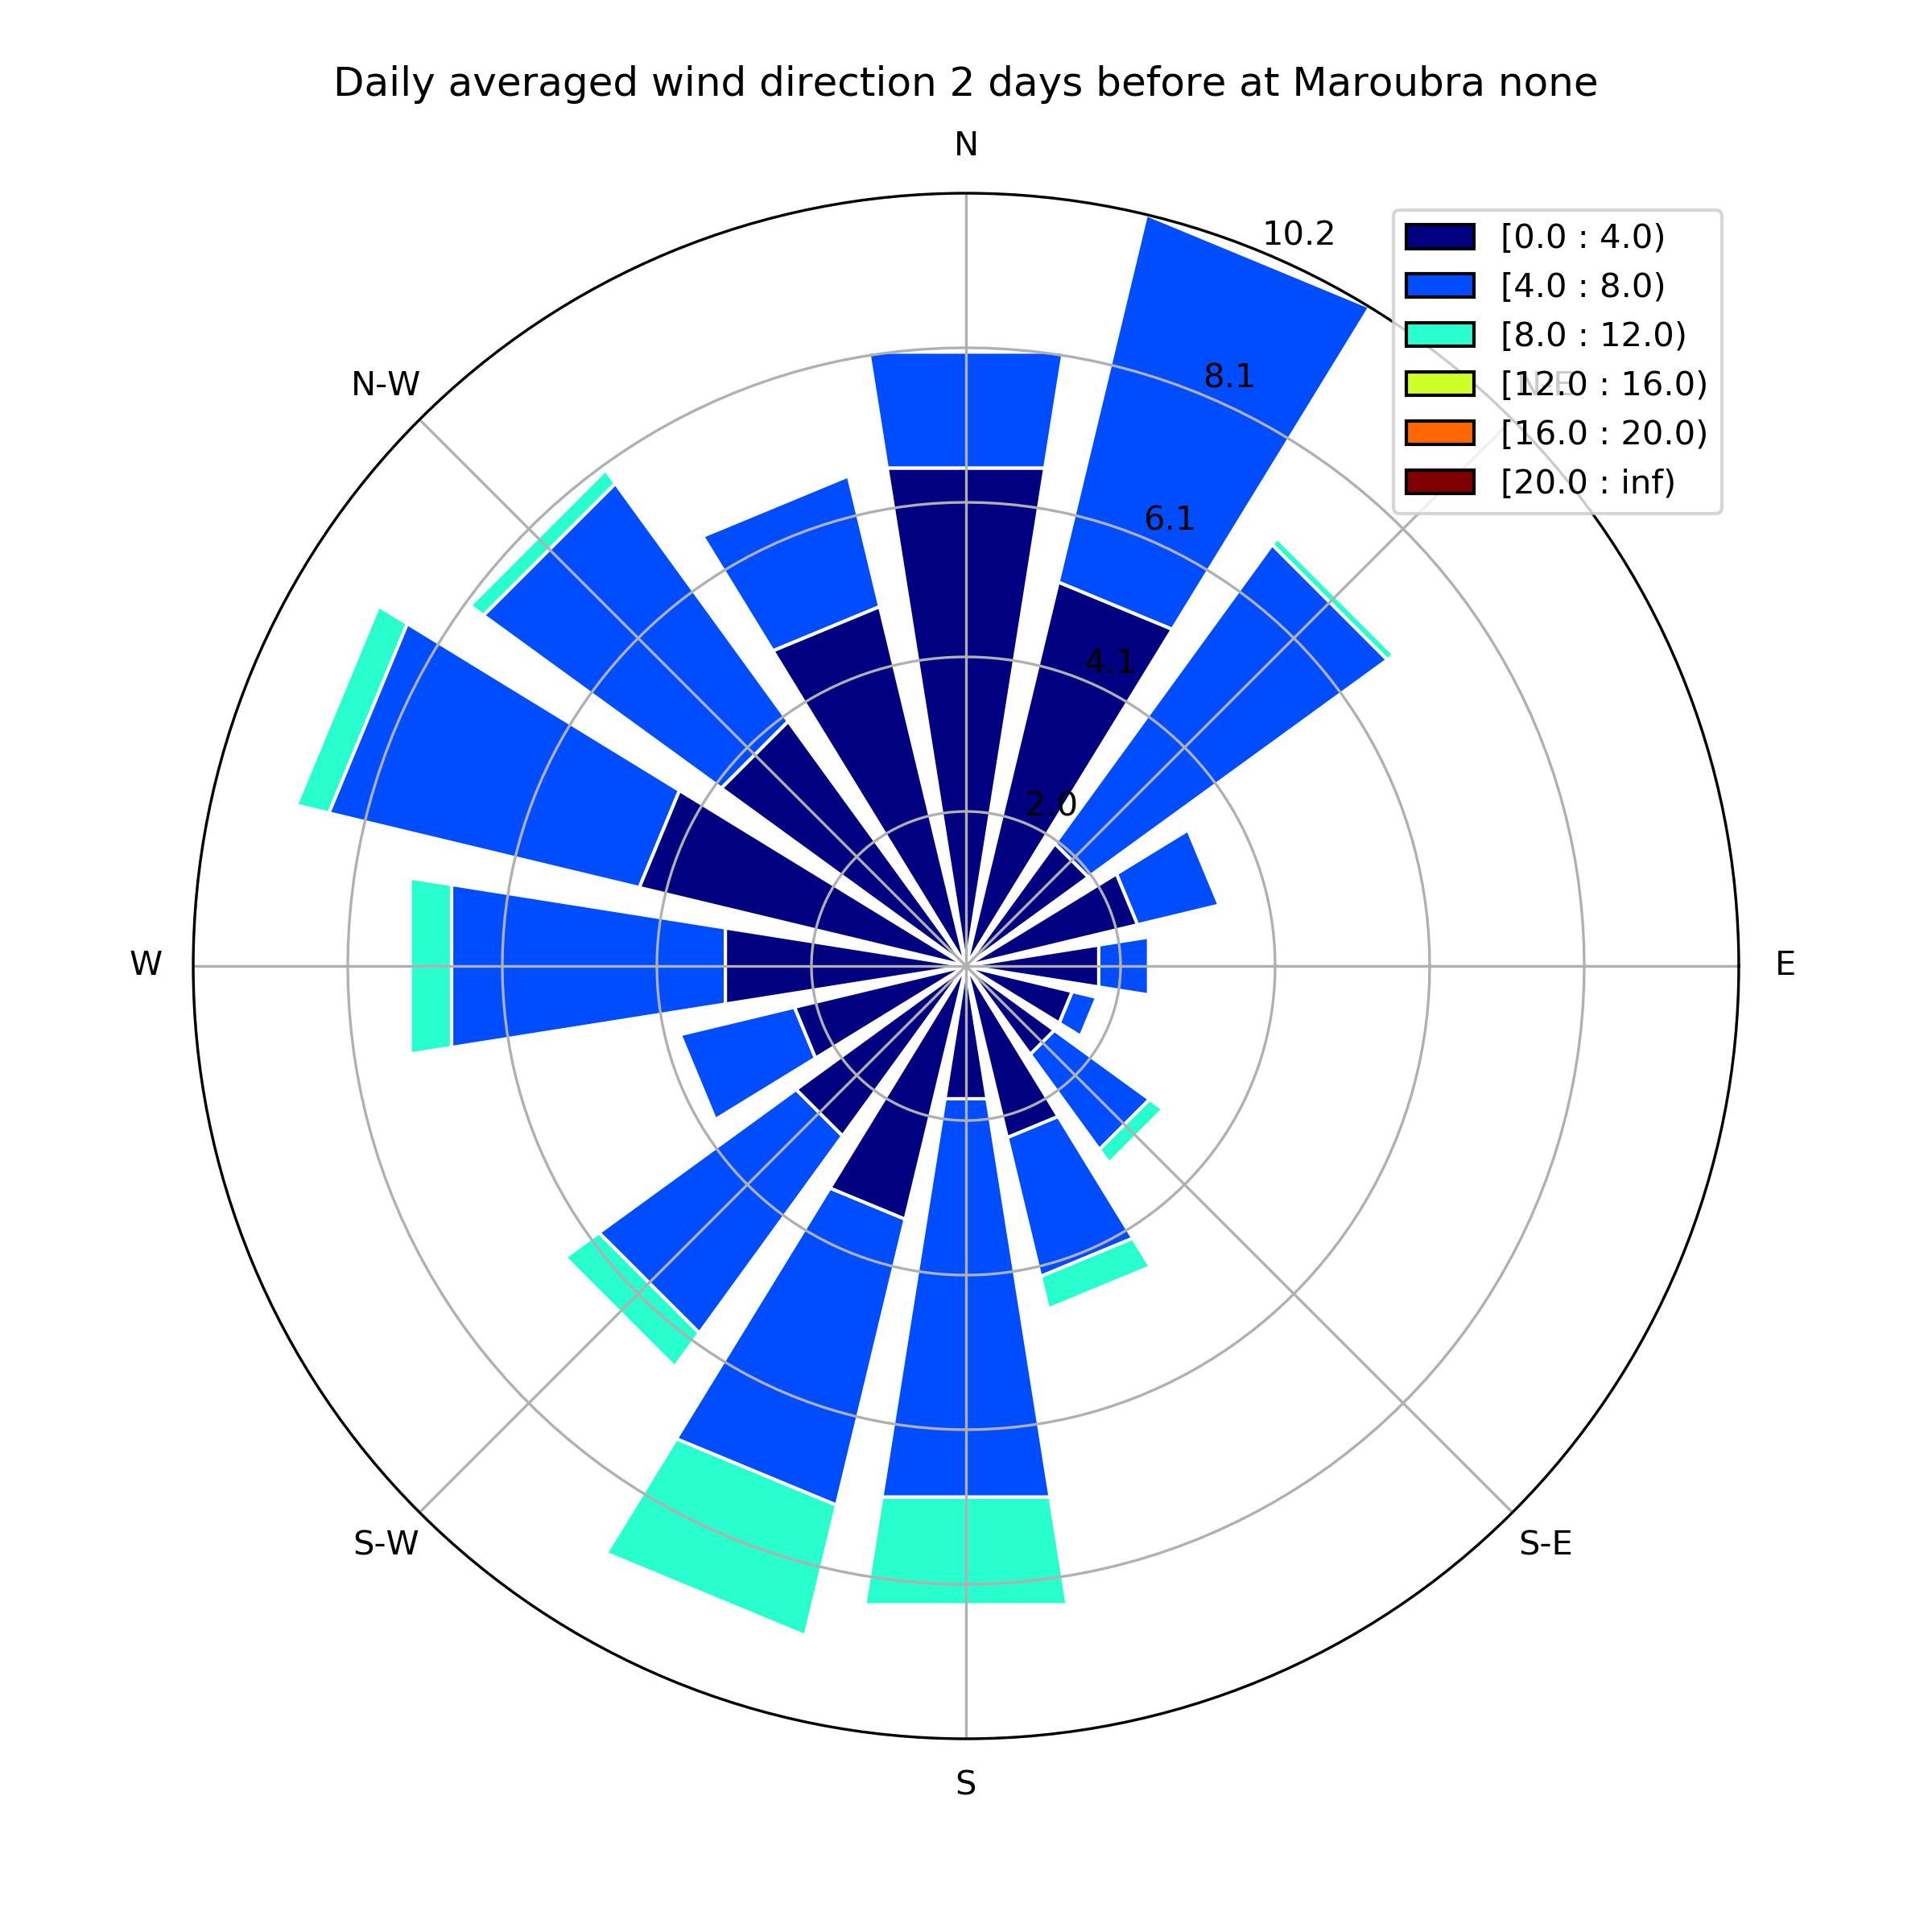 Daily averaged wind direction 2 days before at Maroubra none
N
10.2
[0.0 : 4.0)
[4.0 : 8.0)
[8.0 : 12.0)
[12.0 : 16.0)
[16.0 : 20.0)
[20.0 : inf)
N-W
8.1
6.1
4.1
2.0
W
E
S-W
S-E
S